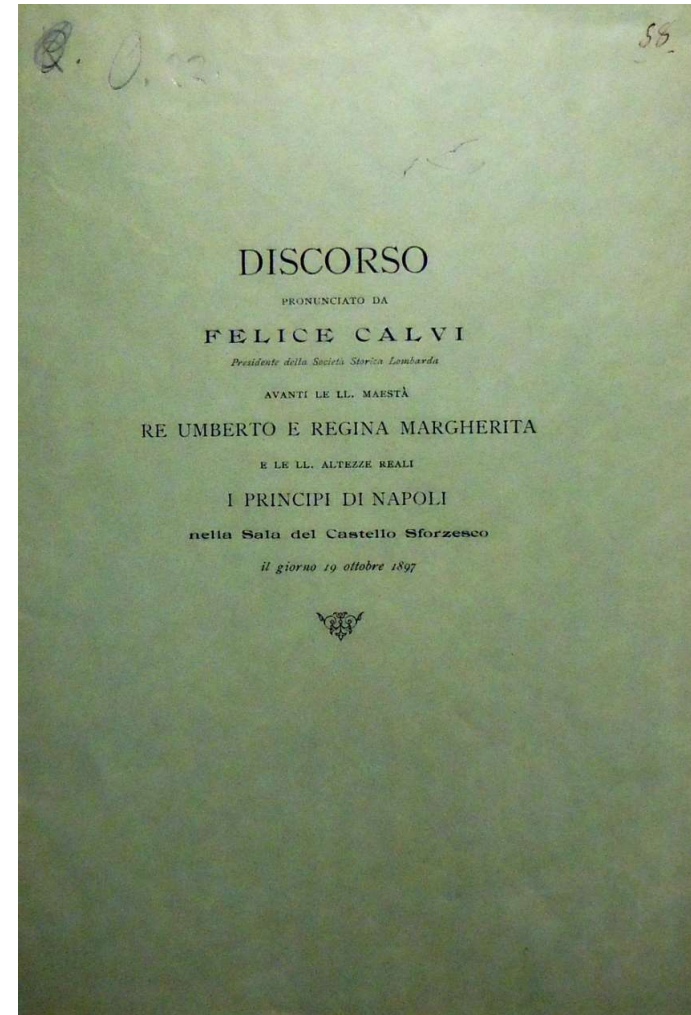 58.
DISCORSO
PRONUNCIATO DA
FELICE CALVI
Presidente della Società Storica Lombarda
AVANTI LE LL. MAESTÀ
RE UMBERTO E REGINA MARGHERITA
E LE LL. ALTEZZE REALI
I PRINCIPI DI NAPOLI
nella Sala del Castello Sforzesco
il giorno 19 ottobre 1897